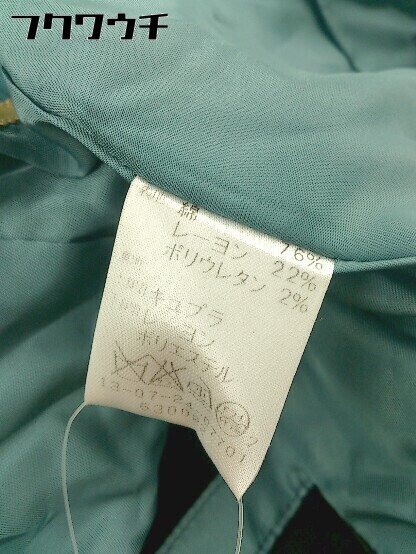 フクワウチ
表地 綿 76%
レーヨン 22%
ポリウレタン 2%
裏地
キュプラ
レーヨン
ポリエステル
13-07-24